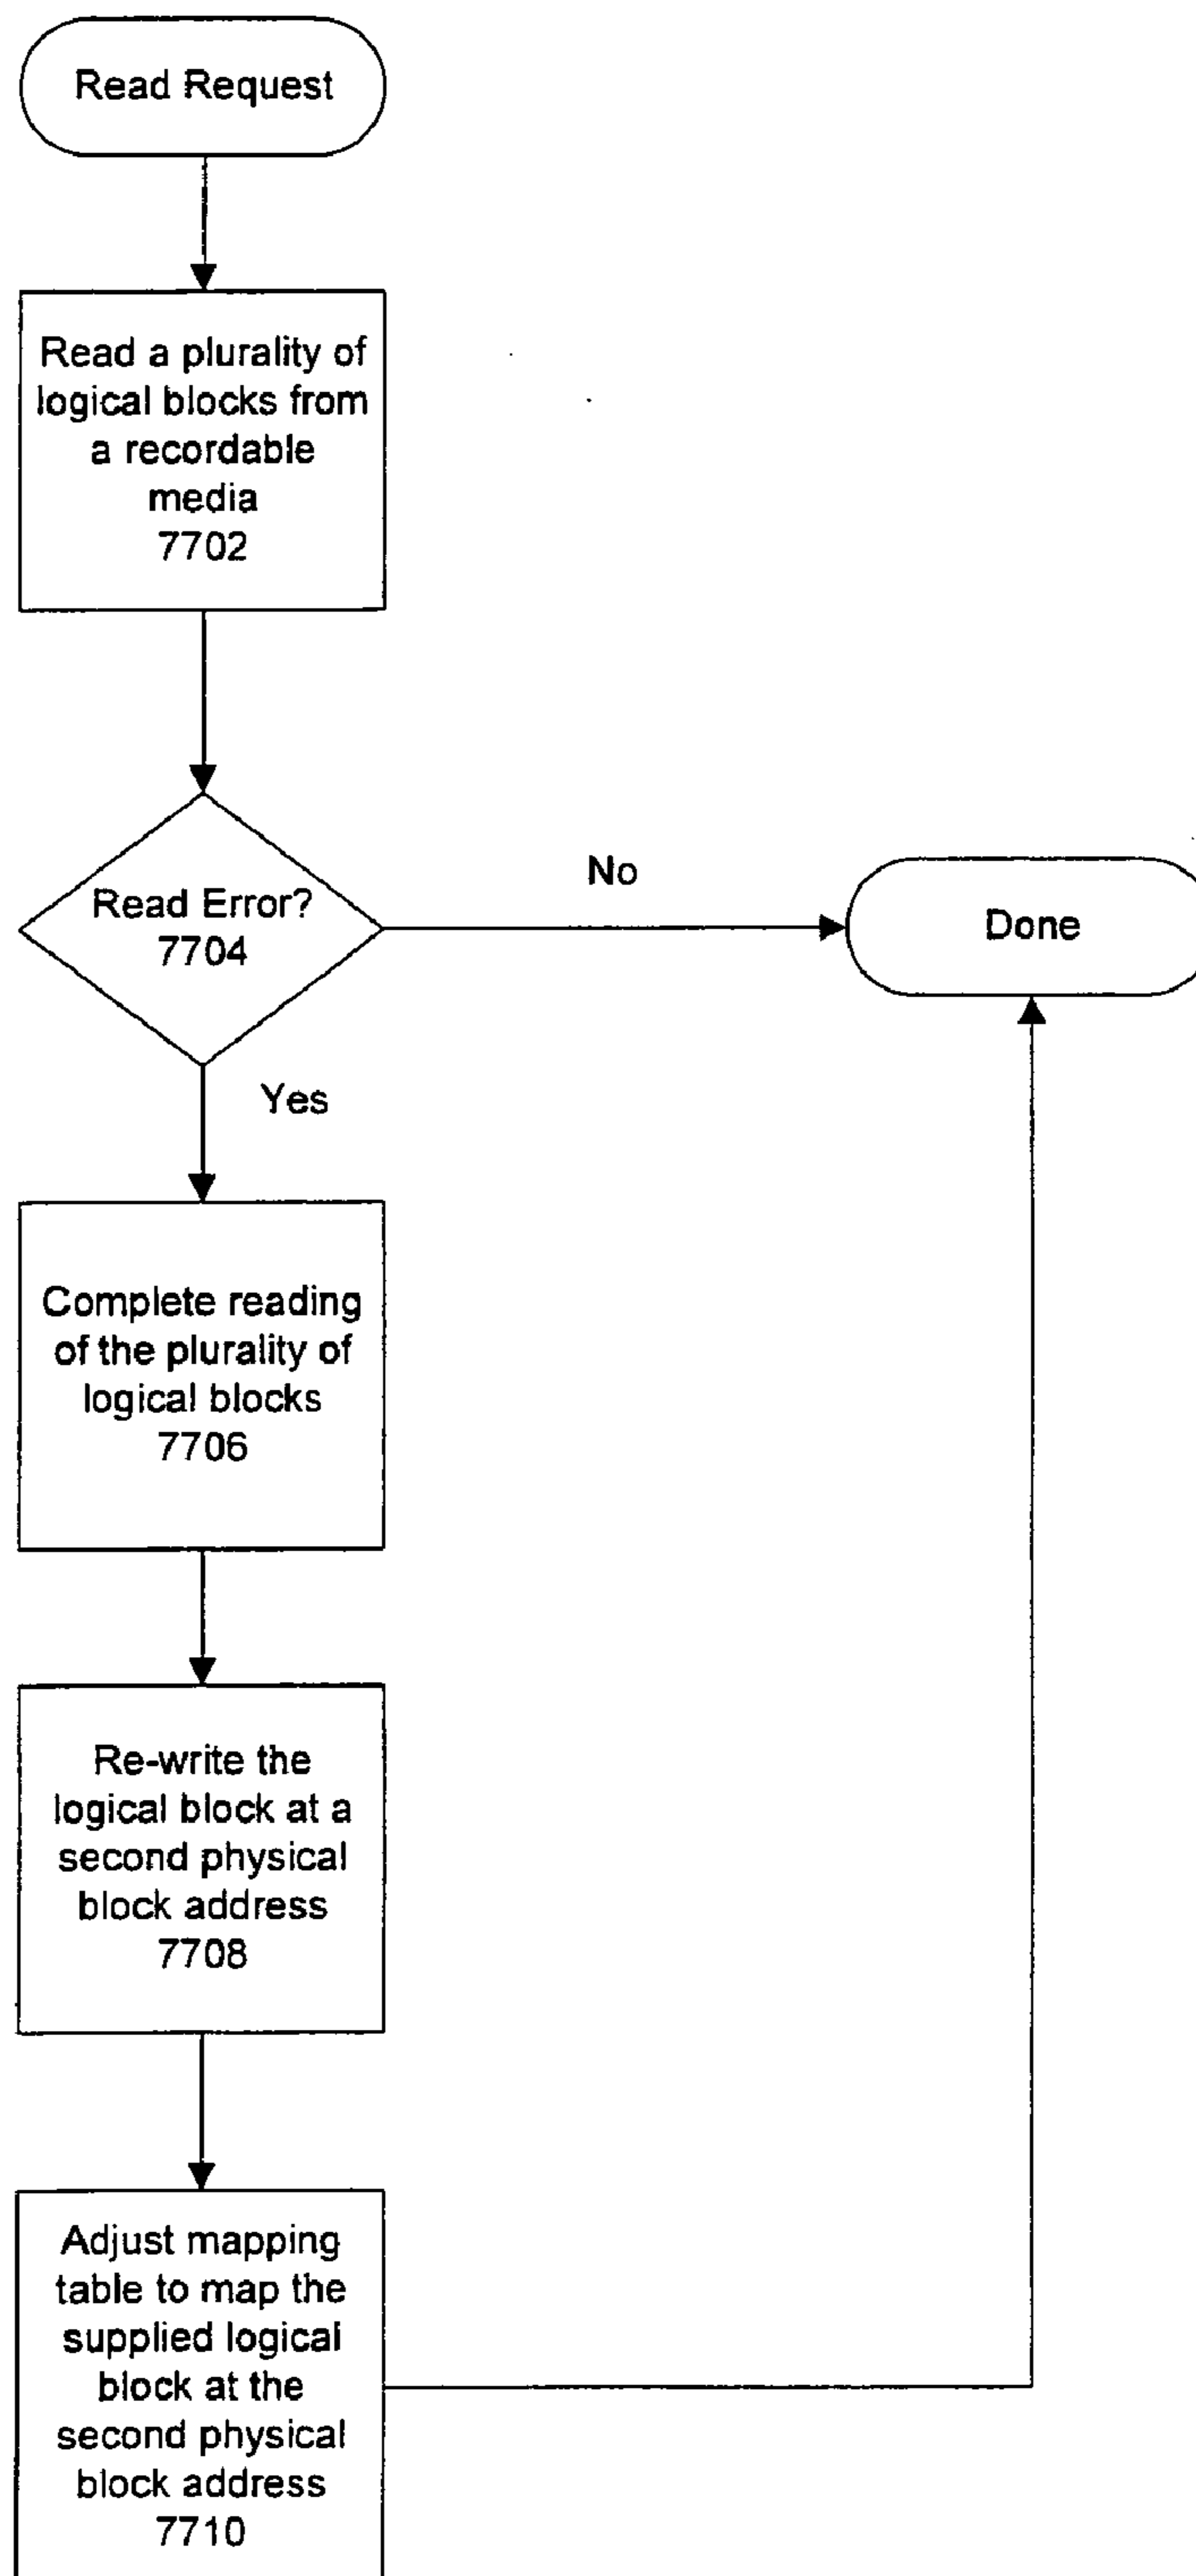 Read Request
Read a plurality of
logical blocks from
a recordable
media
7702
Read Error?
7704
No
Done
Yes
Complete reading
of the plurality of
logical blocks
7706
Re-write the
logical block at a
second physical
block address
7708
Adjust mapping
table to map the
supplied logical
block at the
second physical
block address
7710